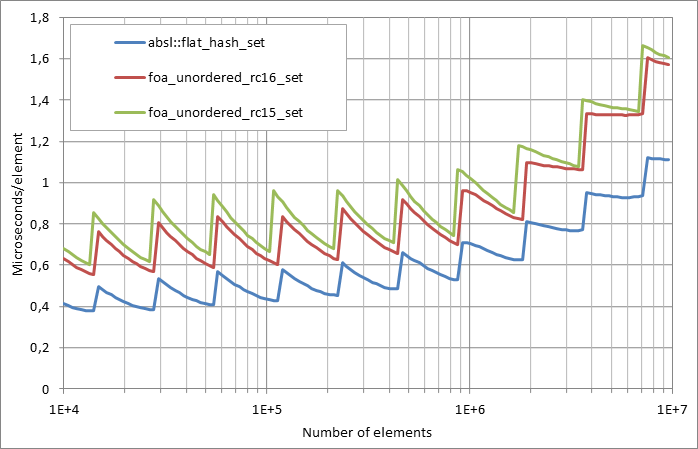 1,8
1,6
1,4
1,2
1
0,8
0,6
0,4
0,2
0
Microseconds/element
absl::flat_hash_set
foa_unordered_rc16_set
foa_unordered_rc15_set
1E+4 1E+5 1E+6 1E+7
Number of elements